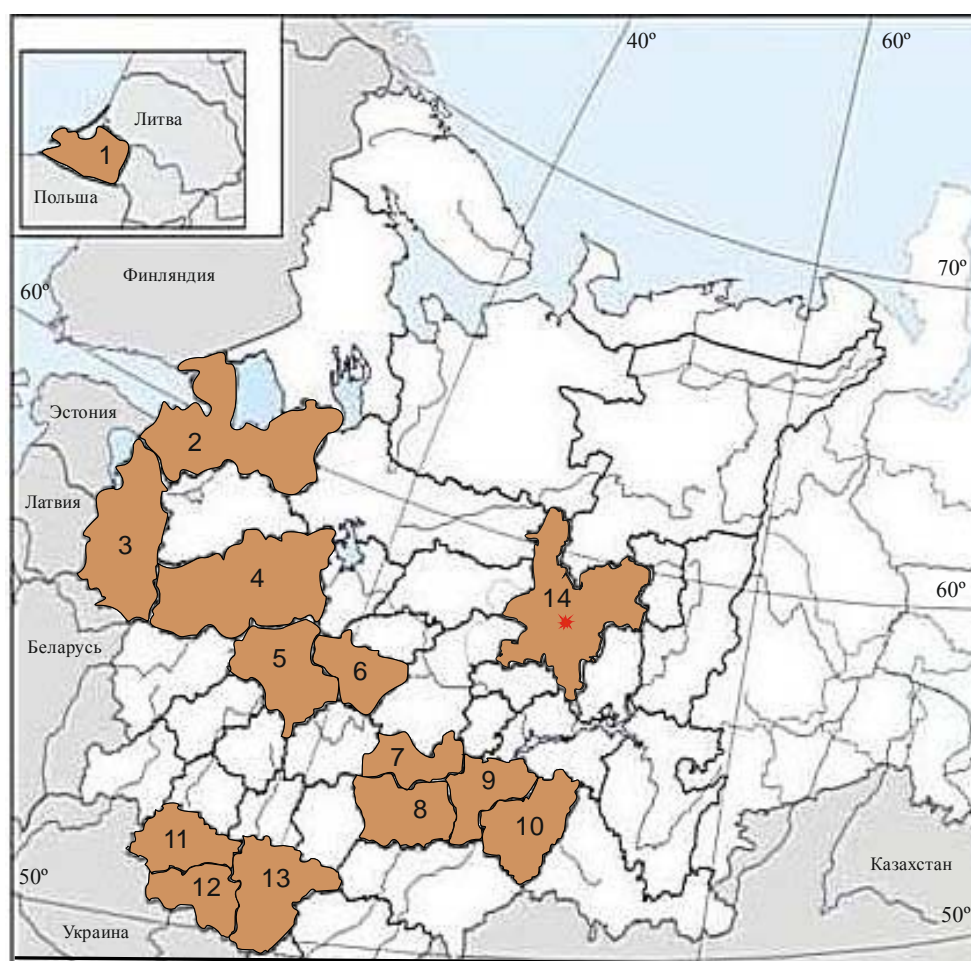 40º
60º
Литва
1
Польша
Финляндия
70º
60º
Эстония
2
Латвия
3
4
14
60º
Беларусь
5
6
7
9
8
10
11
12
13
Казахстан
50º
50º
Украина